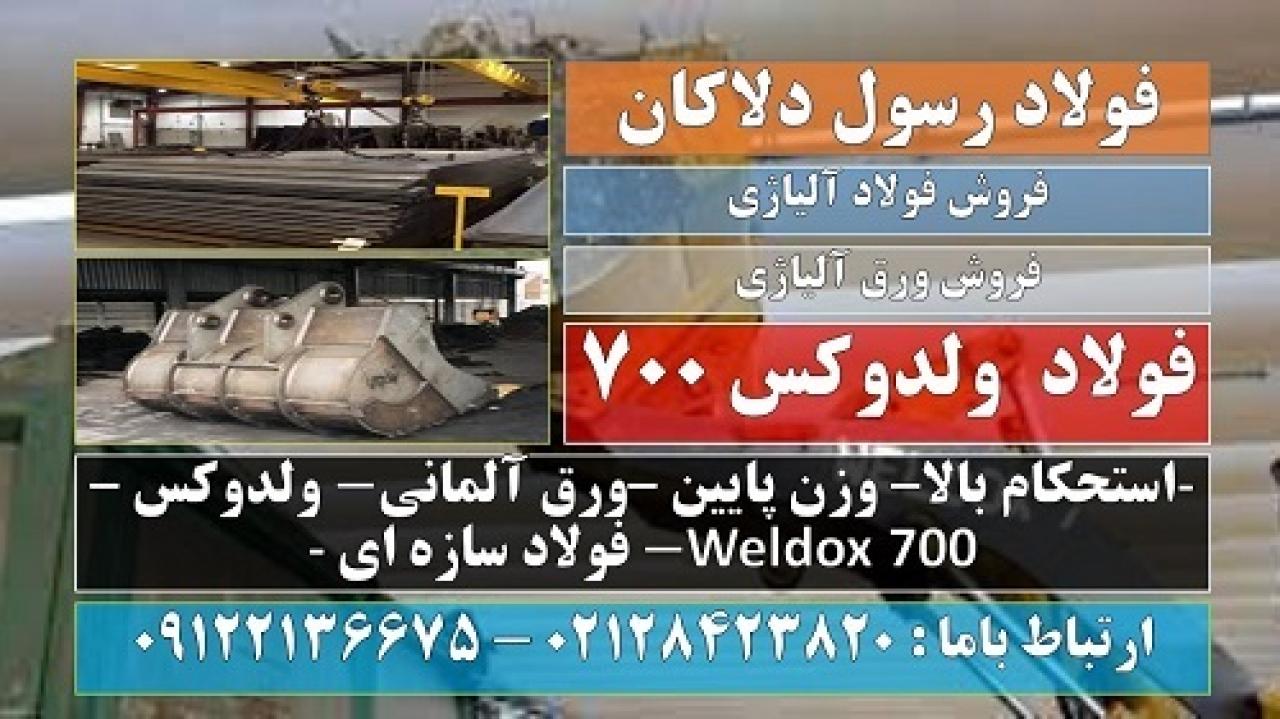 فولاد رسول دلاکان
فروش فولاد آلیاژی
فروش ورق آلیاژی
فولاد ولدوکس ۷۰۰
-استحکام بالا– وزن پایین –ورق آلمانی– ولدوکس –
Weldox 700– فولاد سازه ای -
ارتباط باما : ۰۲۱۲۸۴۲۳۸۲۰ – ۰۹۱۲۲۱۳۶۶۷۵